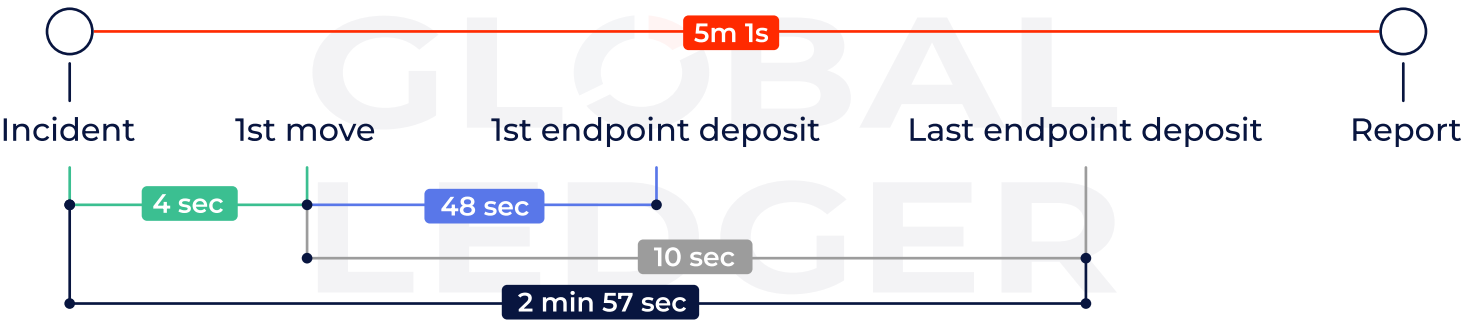 5m 1s
Incident
1st move
1st endpoint deposit
Last endpoint deposit
Report
4 sec
48 sec
10 sec
2 min 57 sec
GLOBAL
LEDGER